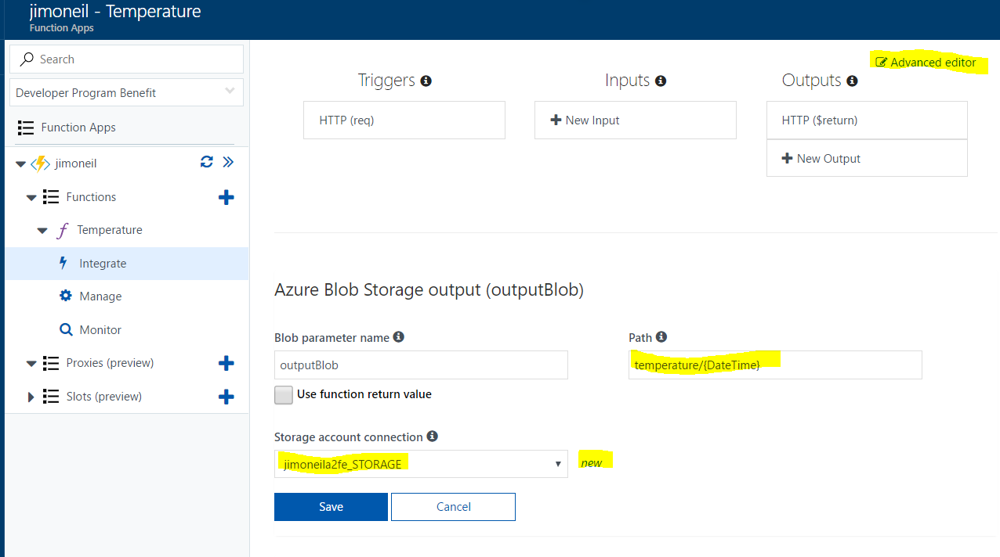 jimoneil - Temperature
Function Apps
Search
Developer Program Benefit
Function Apps
jimoneil
Functions
Temperature
Integrate
Manage
Monitor
Proxies (preview)
Slots (preview)
Advanced editor
Triggers
Inputs
Outputs
HTTP (req)
New Input
HTTP ($return)
New Output
Azure Blob Storage output (outputBlob)
Blob parameter name
Path
outputBlob
temperature/{DateTime}
Use function return value
Storage account connection
jimoneila2fe_STORAGE
new
Save
Cancel